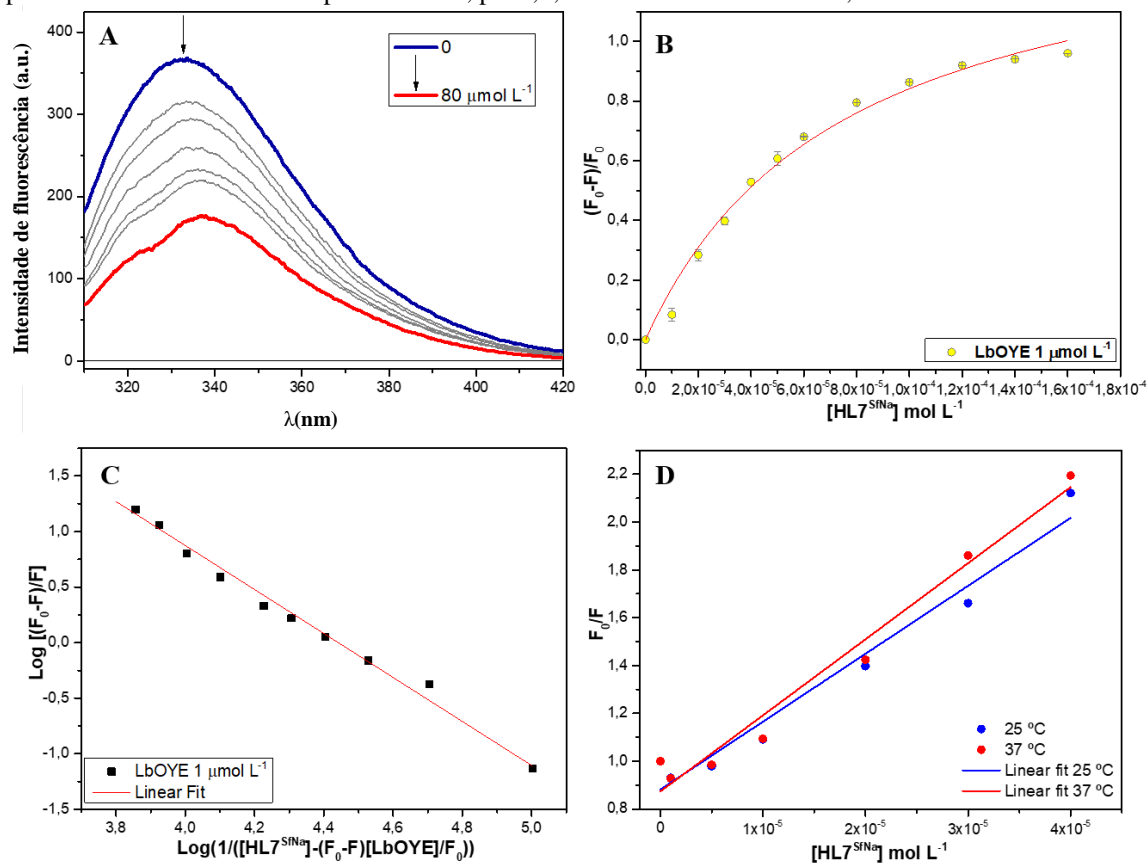 A
Intensidade de fluorescência (a.u.)
400
300
200
100
0
0
80 μmol L-1
320 340 360 380 400 420
λ(nm)
B
(F0-F)/F0
1,0
0,8
0,6
0,4
0,2
0,0
LbOYE 1 μmol L-1
0,0 2,0x10-5 4,0x10-5 6,0x10-5 8,0x10-5 1,0x10-4 1,2x10-4 1,4x10-4 1,6x10-4 1,8x10-4
[HL7SfNa] mol L-1
C
Log [(F0-F)/F]
1,5
1,0
0,5
0,0
-0,5
-1,0
-1,5
LbOYE 1 μmol L-1
Linear Fit
3,8 4,0 4,2 4,4 4,6 4,8 5,0
Log(1/([HL7SfNa]-(F0-F)[LbOYE]/F0))
D
F0/F
2,2
2,0
1,8
1,6
1,4
1,2
1,0
0,8
25 ºC
37 ºC
Linear fit 25 ºC
Linear fit 37 ºC
0 1x10-5 2x10-5 3x10-5 4x10-5
[HL7SfNa] mol L-1